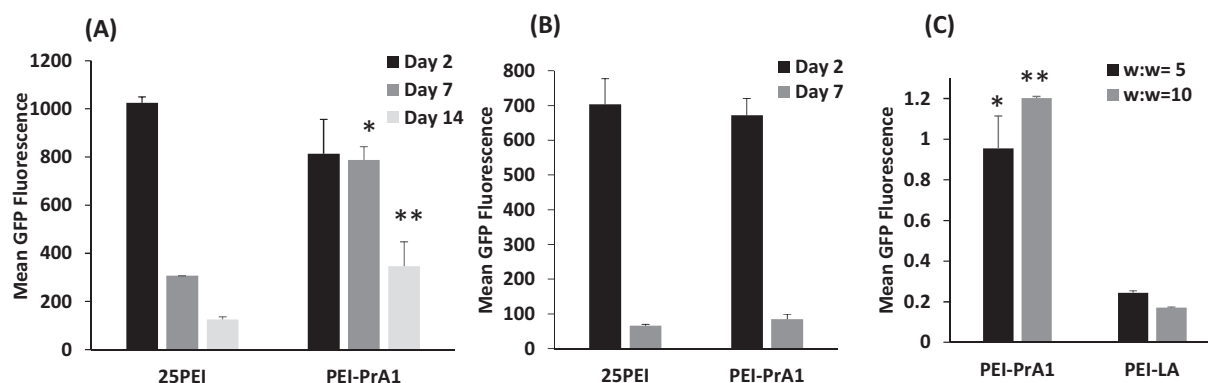 (A)
Mean GFP Fluorescence
1200
1000
800
600
400
200
0
Day 2
Day 7
Day 14
*
**
25PEI
PEI-PrA1
(B)
Mean GFP Fluorescence
800
700
600
500
400
300
200
100
0
Day 2
Day 7
25PEI
PEI-PrA1
(C)
Mean GFP Fluorescence
1.2
1
0.8
0.6
0.4
0.2
0
w:w= 5
w:w=10
*
**
PEI-PrA1
PEI-LA